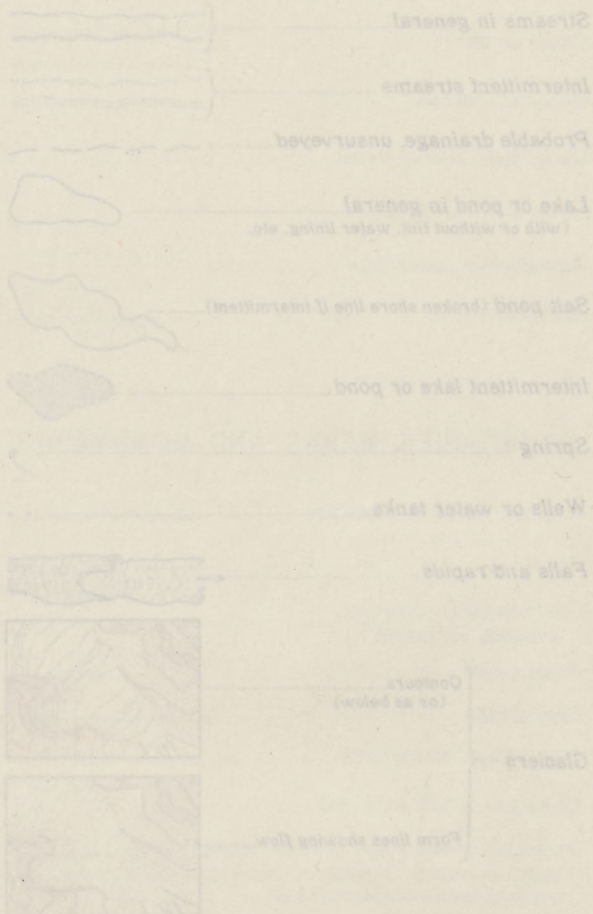 Streams in general
Intermittent streams
Probable drainage, unsurveyed
Lake or pond in general
(with or without tint, water lining, etc.
Salt pond (broken shore line if intermittent)
Intermittent lake or pond
Spring
Wells or water tanks
Falls and rapids
Glaciers
Contours
(or as below)
Form lines showing flow